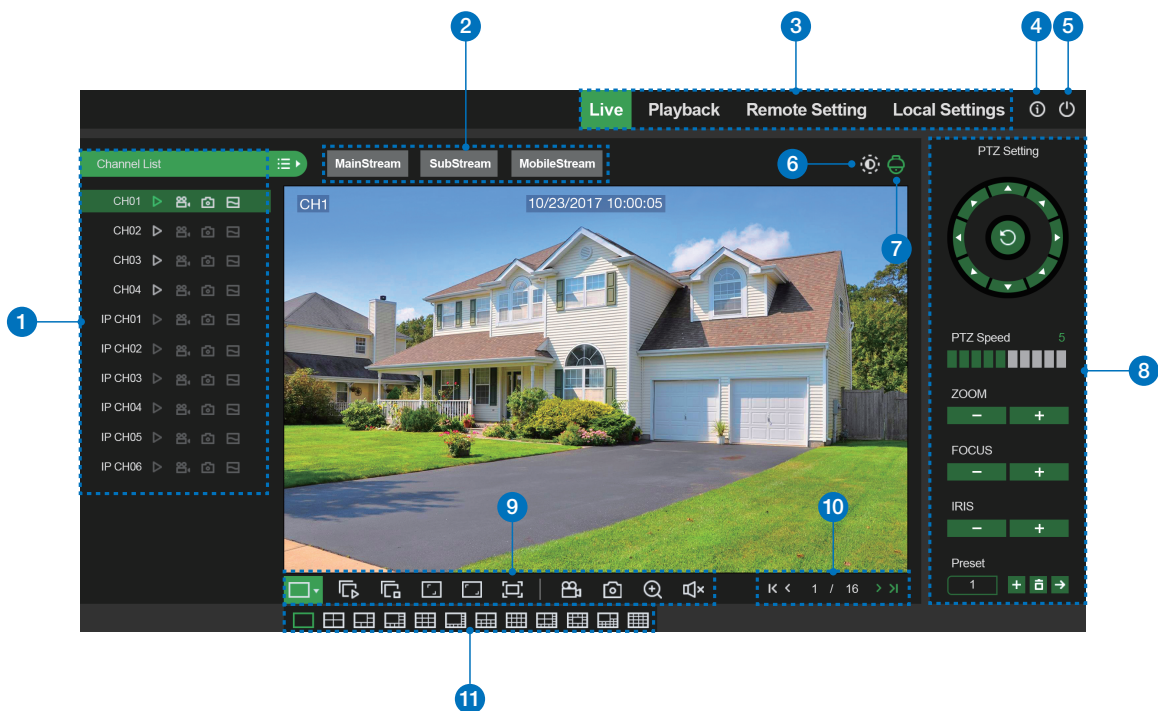 2
3
4
5
Live Playback Remote Setting Local Settings
Channel List
MainStream SubStream MobileStream
6
7
PTZ Setting
CH1 10/23/2017 10:00:05
CH01
CH02
CH03
CH04
IP CH01
IP CH02
IP CH03
IP CH04
IP CH05
IP CH06
1
PTZ Speed 5
8
ZOOM
- +
FOCUS
- +
IRIS
- +
Preset
1 +
9
10
1 / 16
11